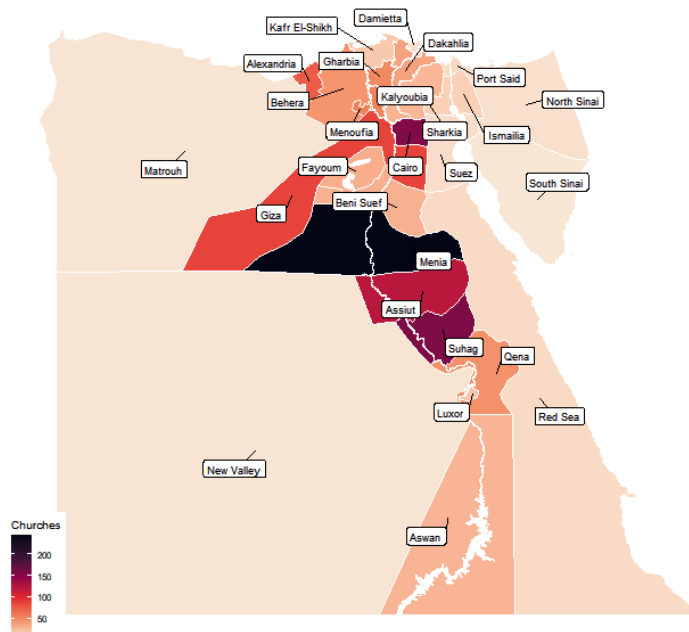 Damietta
Kafr El-Shikh
Dakahlia
Gharbia
Alexandria
Port Said
Kalyoubia
North Sinai
Behera
Menoufia
Sharkia
Ismailia
Matrouh
Fayoum
Cairo
Suez
South Sinai
Beni Suef
Giza
Menia
Assiut
Suhag
Qena
Luxor
Red Sea
New Valley
Aswan
Churches
200
150
100
50